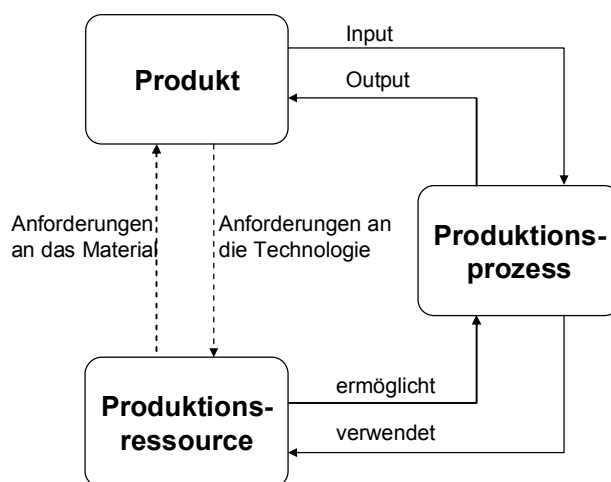 Input
Produkt
Output
Anforderungen
an das Material
Anforderungen an
die Technologie
Produktions-
prozess
Produktions-
ressource
ermöglicht
verwendet